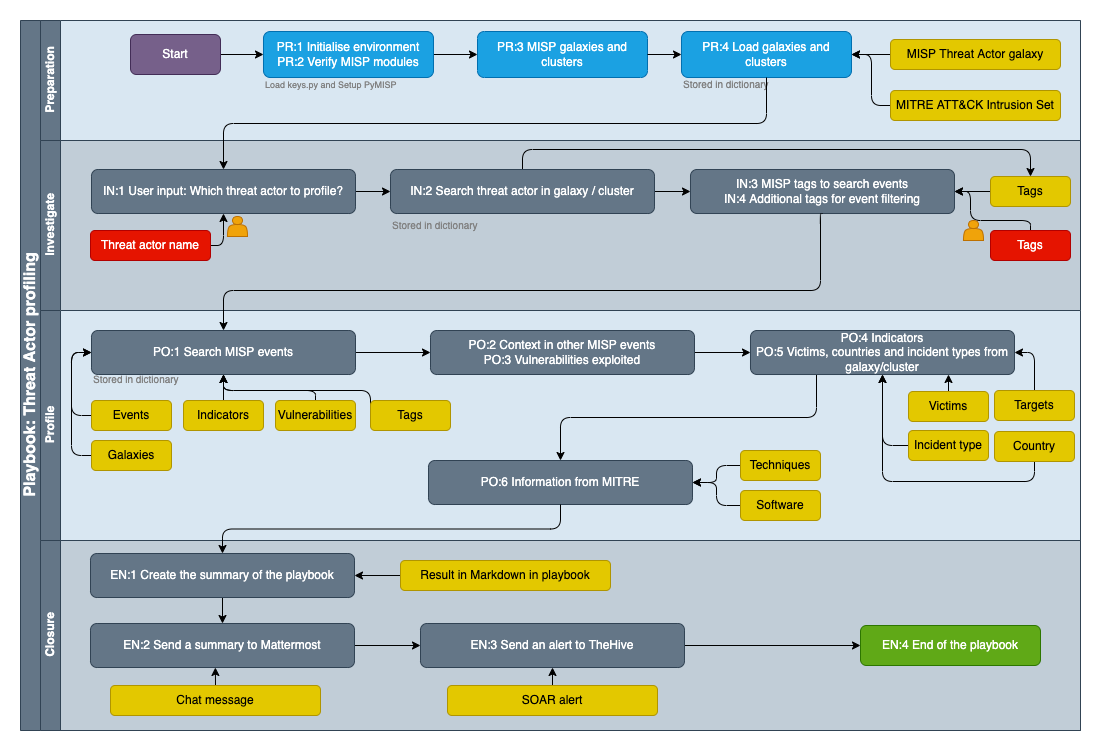 Playbook: Threat Actor profiling
Preparation
Start
PR:1 Initialise environment
PR:2 Verify MISP modules
Load keys.py and Setup PyMISP
PR:3 MISP galaxies and
clusters
PR:4 Load galaxies and
clusters
Stored in dictionary
MISP Threat Actor galaxy
MITRE ATT&CK Intrusion Set
Investigate
IN:1 User input: Which threat actor to profile?
Threat actor name
IN:2 Search threat actor in galaxy / cluster
Stored in dictionary
IN:3 MISP tags to search events
IN:4 Additional tags for event filtering
Tags
Tags
Profile
PO:1 Search MISP events
Stored in dictionary
Events
Indicators
Vulnerabilities
Tags
Galaxies
PO:2 Context in other MISP events
PO:3 Vulnerabilities exploited
PO:4 Indicators
PO:5 Victims, countries and incident types from
galaxy/cluster
Victims
Targets
Incident type
Country
PO:6 Information from MITRE
Techniques
Software
Closure
EN:1 Create the summary of the playbook
Result in Markdown in playbook
EN:2 Send a summary to Mattermost
Chat message
EN:3 Send an alert to TheHive
SOAR alert
EN:4 End of the playbook